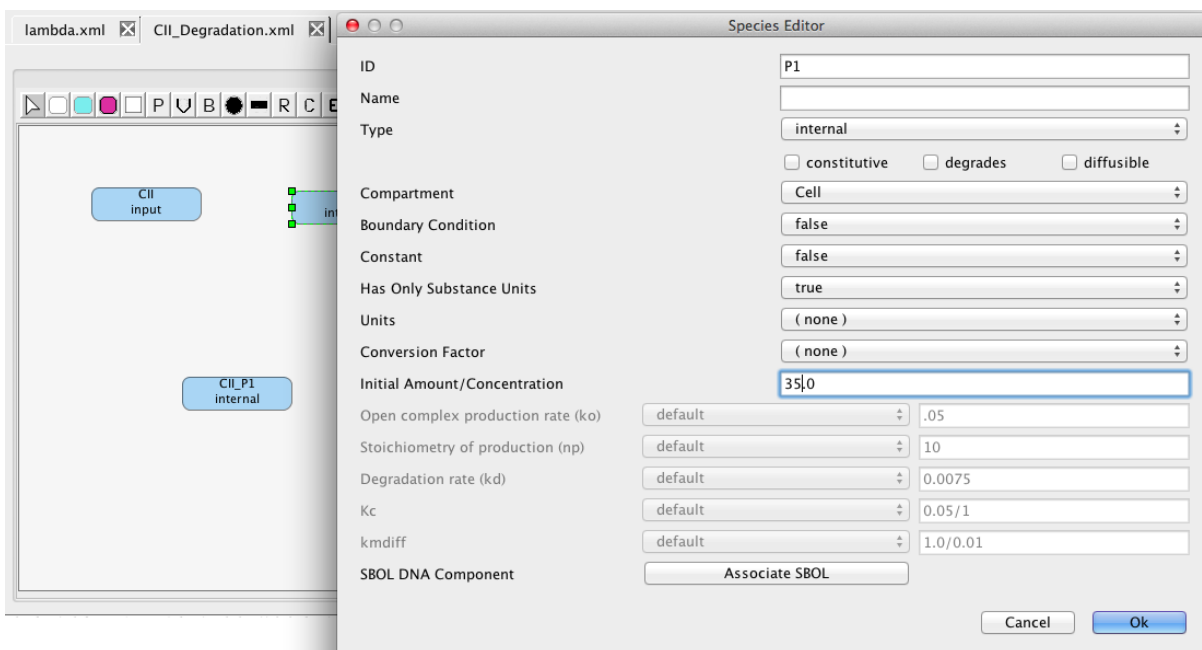 lambda.xml CII_Degradation.xml Species Editor
ID P1
Name
Type internal
constitutive degrades diffusible
Compartment Cell
Boundary Condition false
Constant false
Has Only Substance Units true
Units ( none )
Conversion Factor ( none )
Initial Amount/Concentration 35.0
Open complex production rate (ko) default .05
Stoichiometry of production (np) default 10
Degradation rate (kd) default 0.0075
Kc default 0.05/1
kmdiff default 1.0/0.01
SBOL DNA Component Associate SBOL
Cancel Ok
P V B R C
CII
input
CII_P1
internal